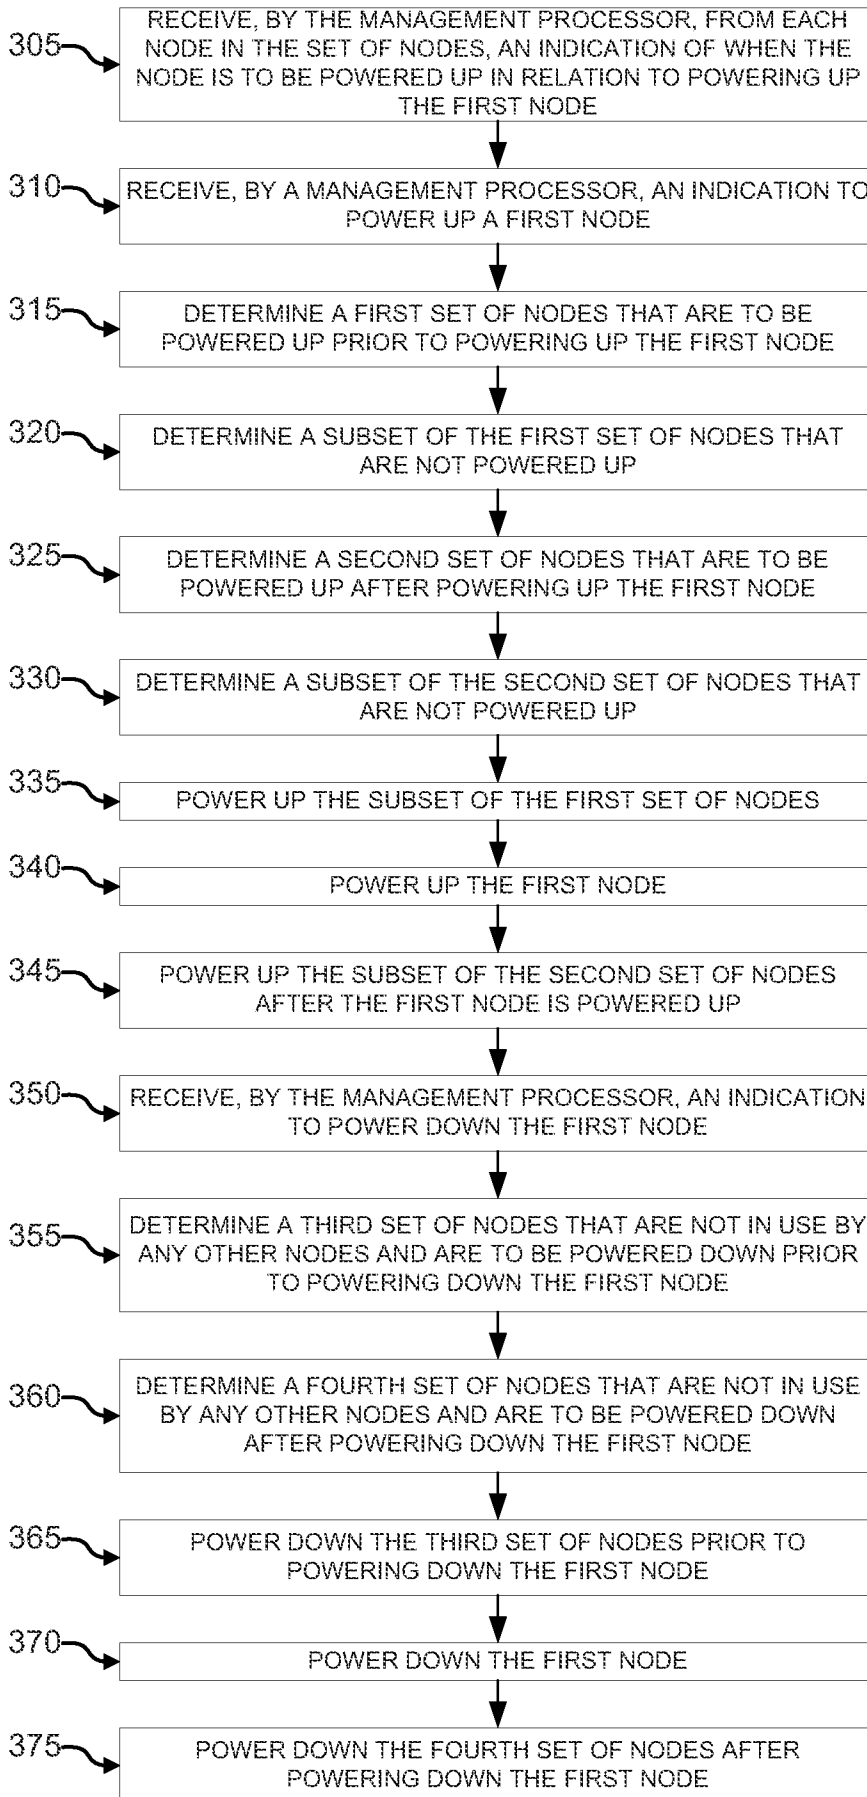 305
RECEIVE, BY THE MANAGEMENT PROCESSOR, FROM EACH
NODE IN THE SET OF NODES, AN INDICATION OF WHEN THE
NODE IS TO BE POWERED UP IN RELATION TO POWERING UP
THE FIRST NODE
310
RECEIVE, BY A MANAGEMENT PROCESSOR, AN INDICATION TO
POWER UP A FIRST NODE
315
DETERMINE A FIRST SET OF NODES THAT ARE TO BE
POWERED UP PRIOR TO POWERING UP THE FIRST NODE
320
DETERMINE A SUBSET OF THE FIRST SET OF NODES THAT
ARE NOT POWERED UP
325
DETERMINE A SECOND SET OF NODES THAT ARE TO BE
POWERED UP AFTER POWERING UP THE FIRST NODE
330
DETERMINE A SUBSET OF THE SECOND SET OF NODES THAT
ARE NOT POWERED UP
335
POWER UP THE SUBSET OF THE FIRST SET OF NODES
340
POWER UP THE FIRST NODE
345
POWER UP THE SUBSET OF THE SECOND SET OF NODES
AFTER THE FIRST NODE IS POWERED UP
350
RECEIVE, BY THE MANAGEMENT PROCESSOR, AN INDICATION
TO POWER DOWN THE FIRST NODE
355
DETERMINE A THIRD SET OF NODES THAT ARE NOT IN USE BY
ANY OTHER NODES AND ARE TO BE POWERED DOWN PRIOR
TO POWERING DOWN THE FIRST NODE
360
DETERMINE A FOURTH SET OF NODES THAT ARE NOT IN USE
BY ANY OTHER NODES AND ARE TO BE POWERED DOWN
AFTER POWERING DOWN THE FIRST NODE
365
POWER DOWN THE THIRD SET OF NODES PRIOR TO
POWERING DOWN THE FIRST NODE
370
POWER DOWN THE FIRST NODE
375
POWER DOWN THE FOURTH SET OF NODES AFTER
POWERING DOWN THE FIRST NODE